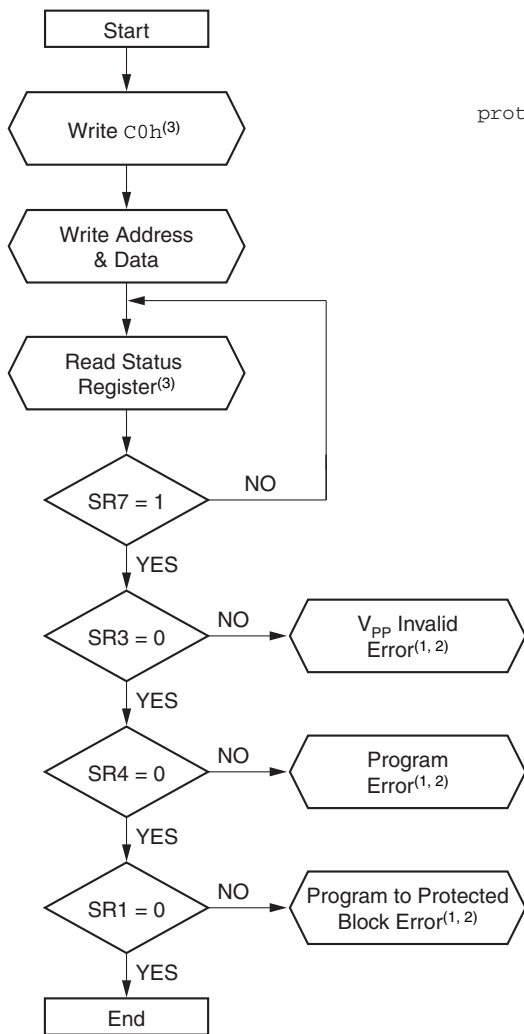 Start
Write C0h(3)
prot
Write Address
& Data
Read Status
Register(3)
SR7 = 1
NO
YES
SR3 = 0
NO
VPP Invalid
Error(1, 2)
YES
SR4 = 0
NO
Program
Error(1, 2)
YES
SR1 = 0
NO
Program to Protected
Block Error(1, 2)
YES
End